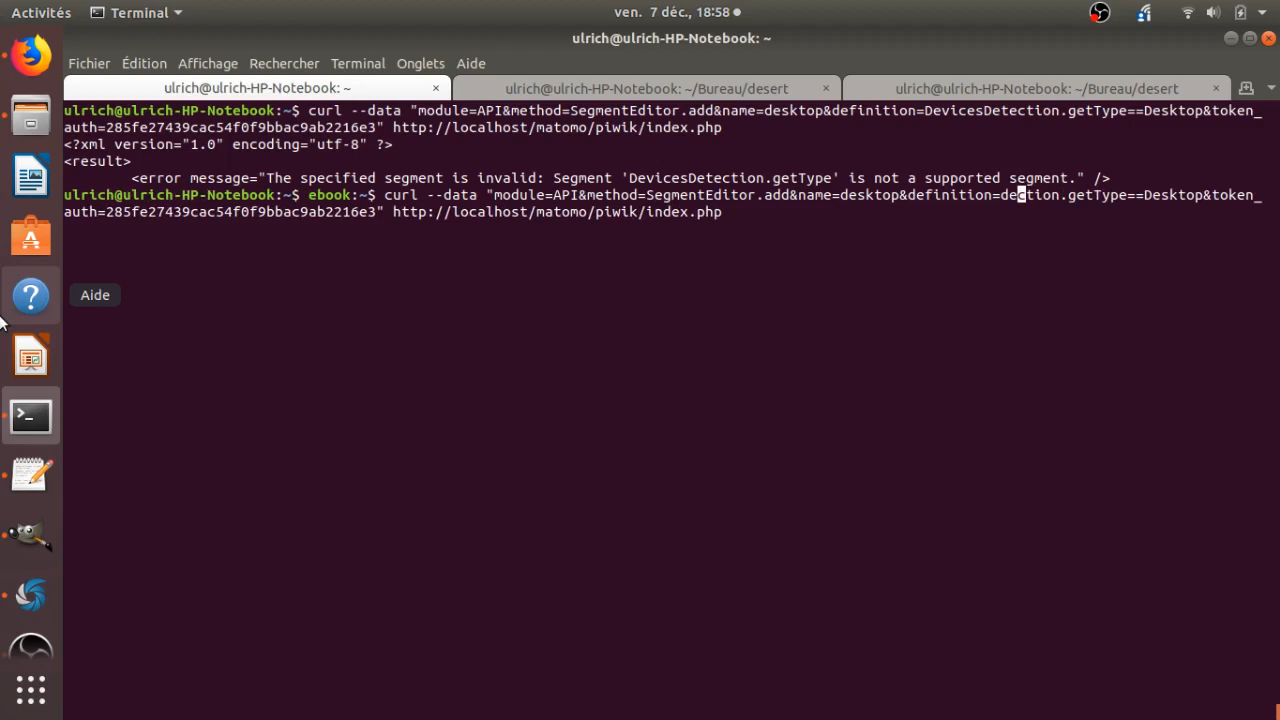 Activités Terminal ven. 7 déc., 18:58
ulrich@ulrich-HP-Notebook: ~
Fichier Édition Affichage Rechercher Terminal Onglets Aide
ulrich@ulrich-HP-Notebook: ~ × ulrich@ulrich-HP-Notebook: ~/Bureau/desert × ulrich@ulrich-HP-Notebook: ~/Bureau/desert ×
ulrich@ulrich-HP-Notebook:~$ curl --data "module=API&method=SegmentEditor.add&name=desktop&definition=DevicesDetection.getType==Desktop&token_
auth=285fe27439cac54f0f9bbac9ab2216e3" http://localhost/matomo/piwik/index.php
<?xml version="1.0" encoding="utf-8" ?>
<result>
<error message="The specified segment is invalid: Segment 'DevicesDetection.getType' is not a supported segment." />
ulrich@ulrich-HP-Notebook:~$ ebook:~$ curl --data "module=API&method=SegmentEditor.add&name=desktop&definition=dection.getType==Desktop&token_
auth=285fe27439cac54f0f9bbac9ab2216e3" http://localhost/matomo/piwik/index.php
Aide